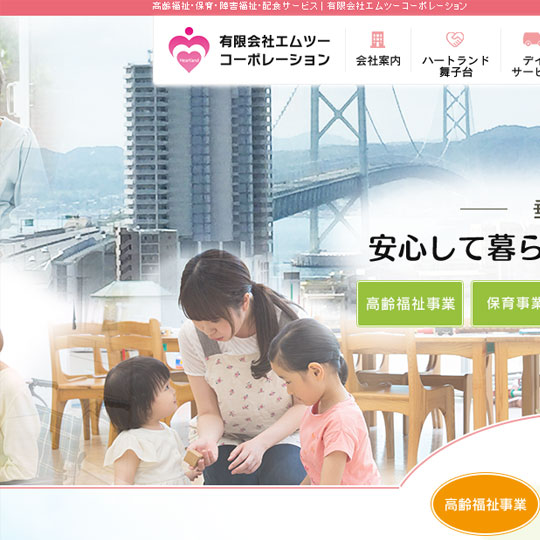 高齢福祉・保育・障害福祉・配食サービス | 有限会社エムツーコーポレーション
Heartland
有限会社エムツー
コーポレーション
会社案内
ハートランド
舞子台
デイ
サービ
安心して暮ら
高齢福祉事業
保育事業
高齢福祉事業